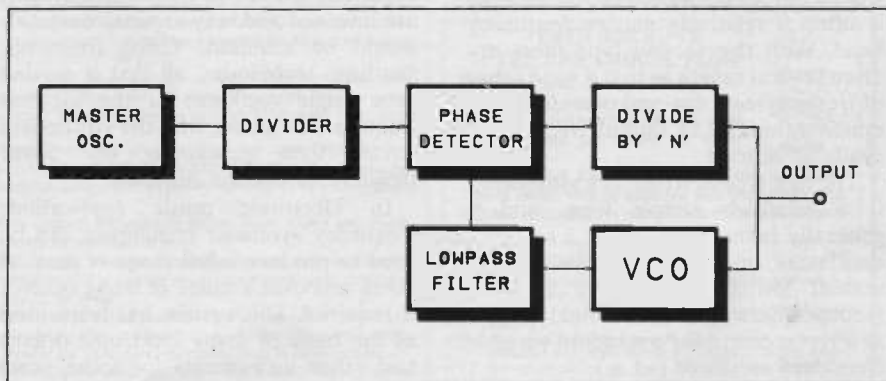 MASTER
OSC.
DIVIDER
PHASE
DETECTOR
DIVIDE
BY 'N'
OUTPUT
LOWPASS
FILTER
VCO